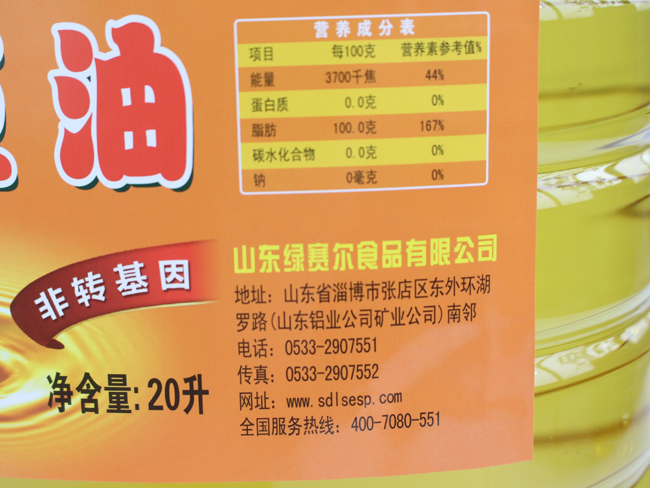 油
营养成分表
项目 每100克 营养素参考值%
能量 3700千焦 44%
蛋白质 0.0克 0%
脂肪 100.0克 167%
碳水化合物 0.0克 0%
钠 0毫克 0%
非转基因
净含量:20升
山东绿赛尔食品有限公司
地址：山东省淄博市张店区东外环湖
罗路(山东铝业公司矿业公司)南邻
电话：0533-2907551
传真：0533-2907552
网址：www.sdlsesp.com
全国服务热线：400-7080-551